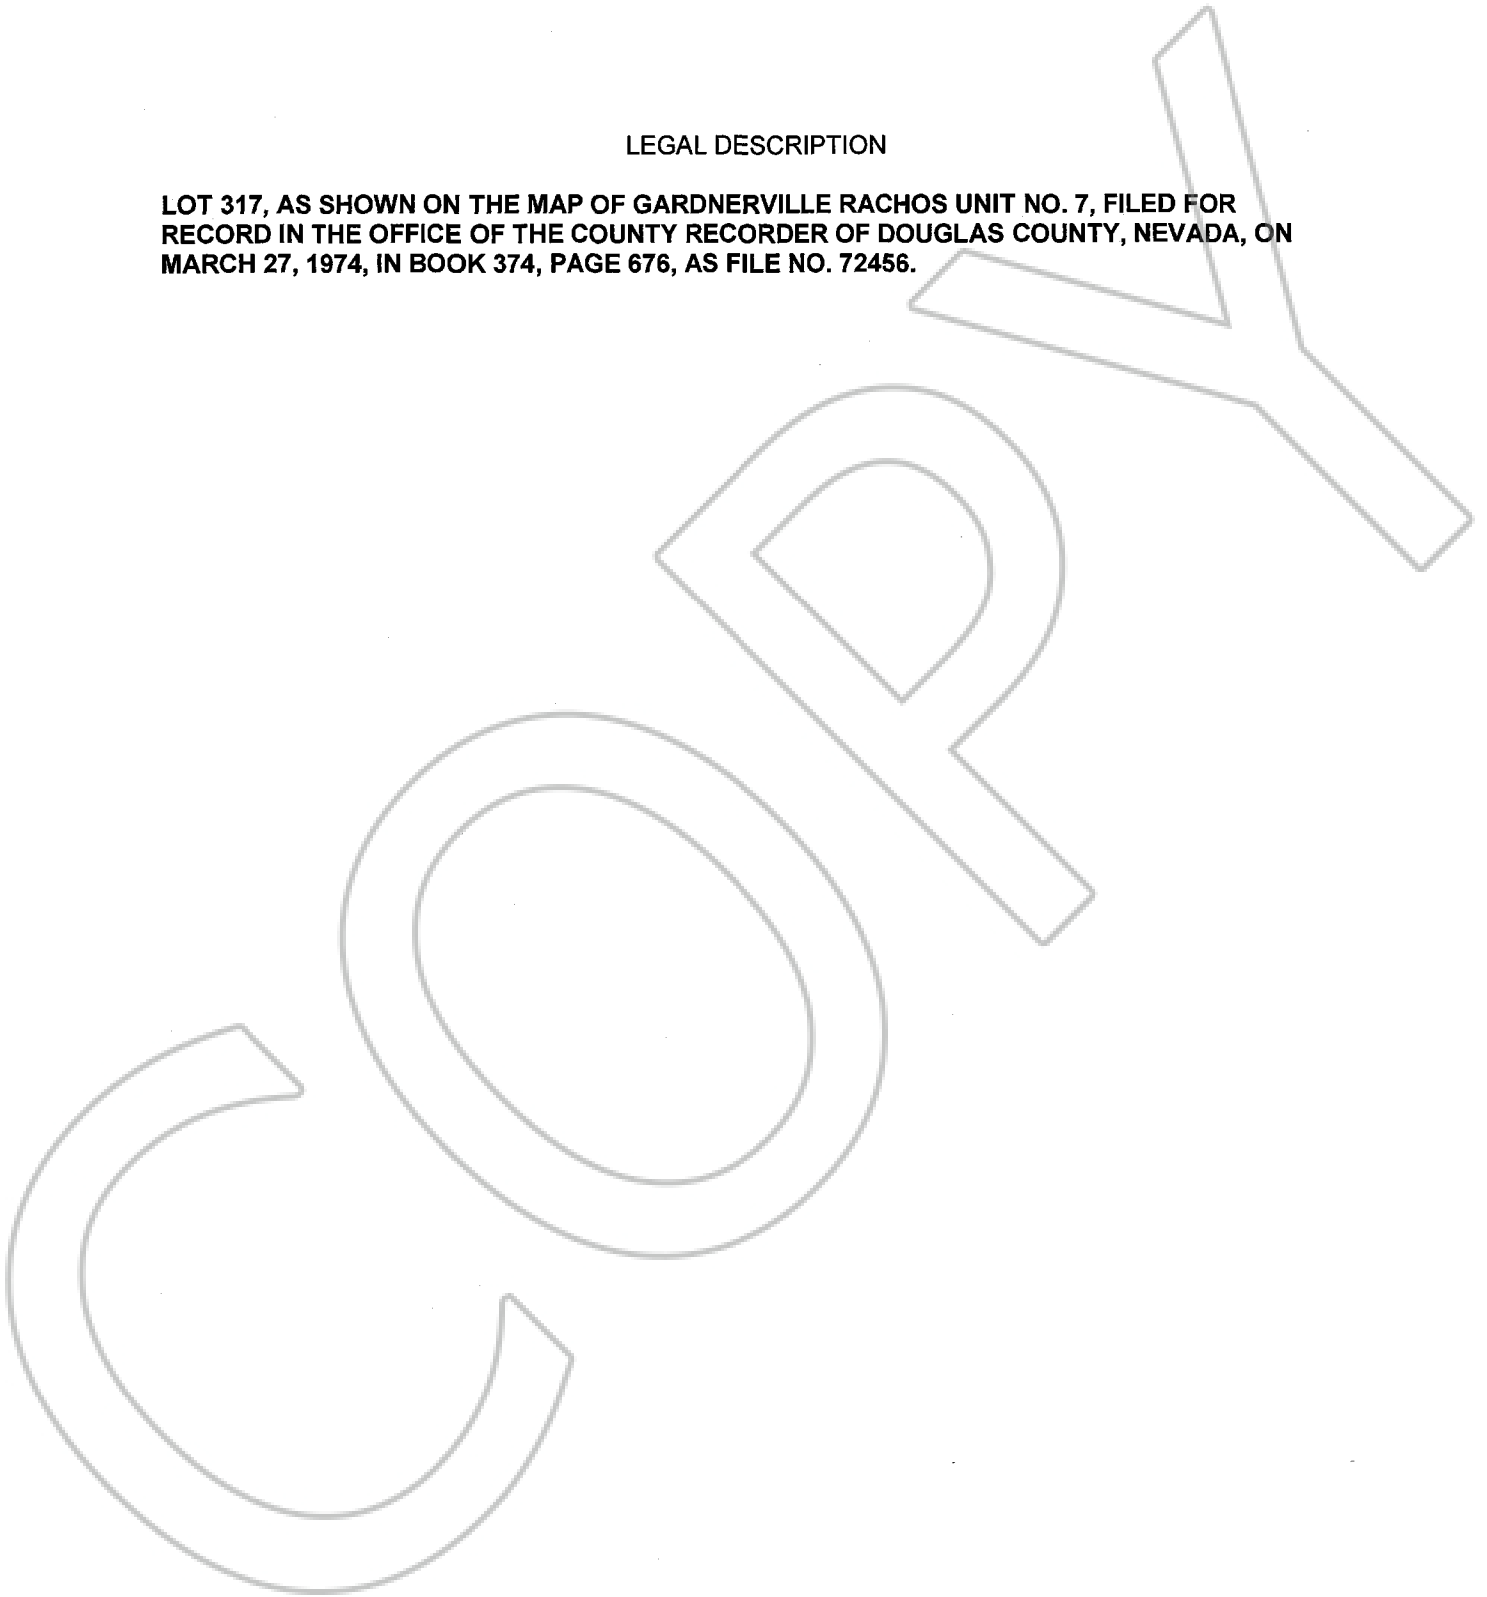 LEGAL DESCRIPTION
LOT 317, AS SHOWN ON THE MAP OF GARDNERVILLE RACHOS UNIT NO. 7, FILED FOR
RECORD IN THE OFFICE OF THE COUNTY RECORDER OF DOUGLAS COUNTY, NEVADA, ON
MARCH 27, 1974, IN BOOK 374, PAGE 676, AS FILE NO. 72456.
COPY